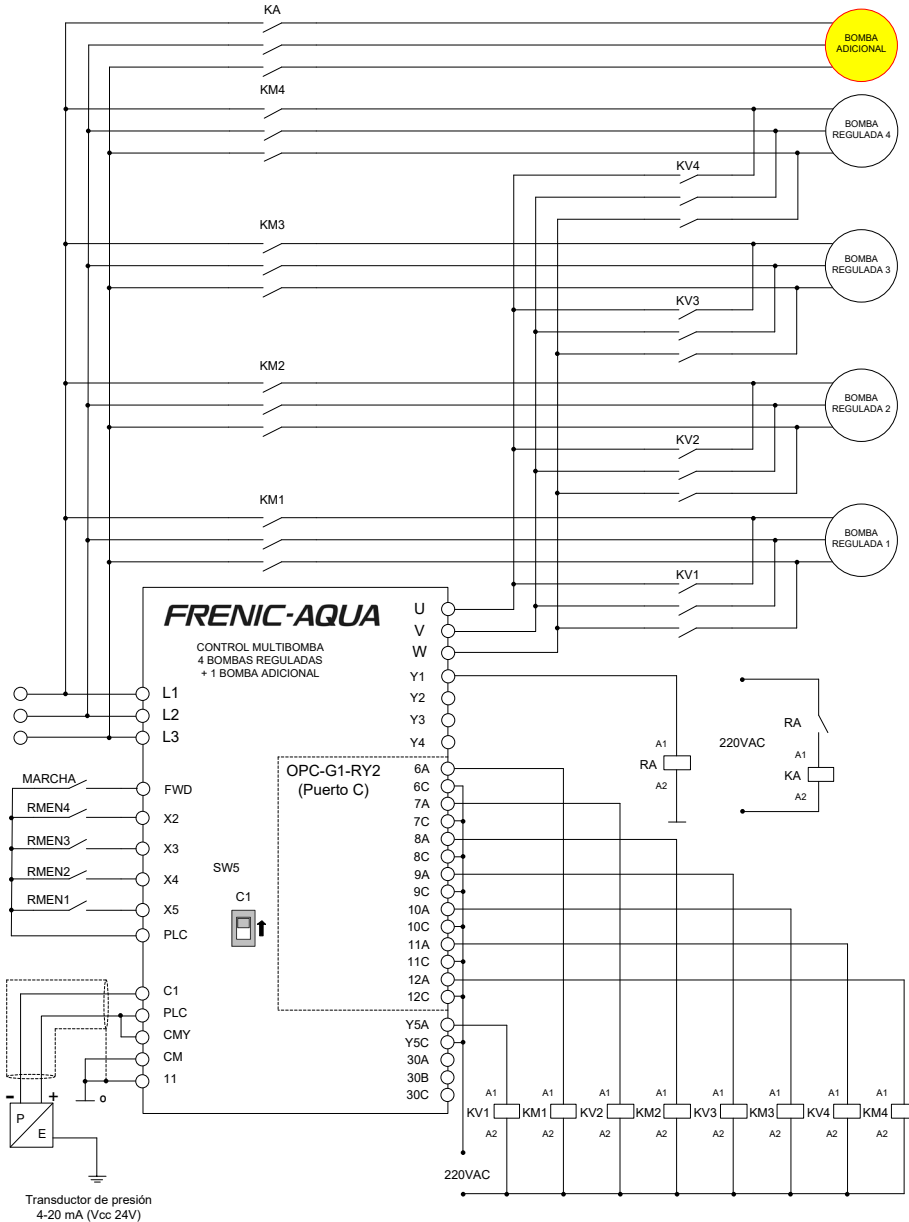 KA
BOMBA
ADICIONAL
KM4
BOMBA
REGULADA 4
KV4
KM3
BOMBA
REGULADA 3
KV3
KM2
BOMBA
REGULADA 2
KV2
KM1
BOMBA
REGULADA 1
KV1
FRENIC-AQUA
CONTROL MULTIBOMBA
4 BOMBAS REGULADAS
+ 1 BOMBA ADICIONAL
U
V
W
Y1
Y2
Y3
Y4
L1
L2
L3
MARCHA
FWD
RMEN4
X2
RMEN3
X3
RMEN2
X4
RMEN1
X5
PLC
SW5
C1
OPC-G1-RY2
(Puerto C)
6A
6C
7A
7C
8A
8C
9A
9C
10A
10C
11A
11C
12A
12C
A1
RA
A2
220VAC
RA
A1
KA
A2
C1
PLC
CMY
CM
11
Y5A
Y5C
30A
30B
30C
- +
P
E
o
Transductor de presión
4-20 mA (Vcc 24V)
A1 A1 A1 A1 A1 A1 A1 A1
KV1 KM1 KV2 KM2 KV3 KM3 KV4 KM4
A2 A2 A2 A2 A2 A2 A2 A2
220VAC